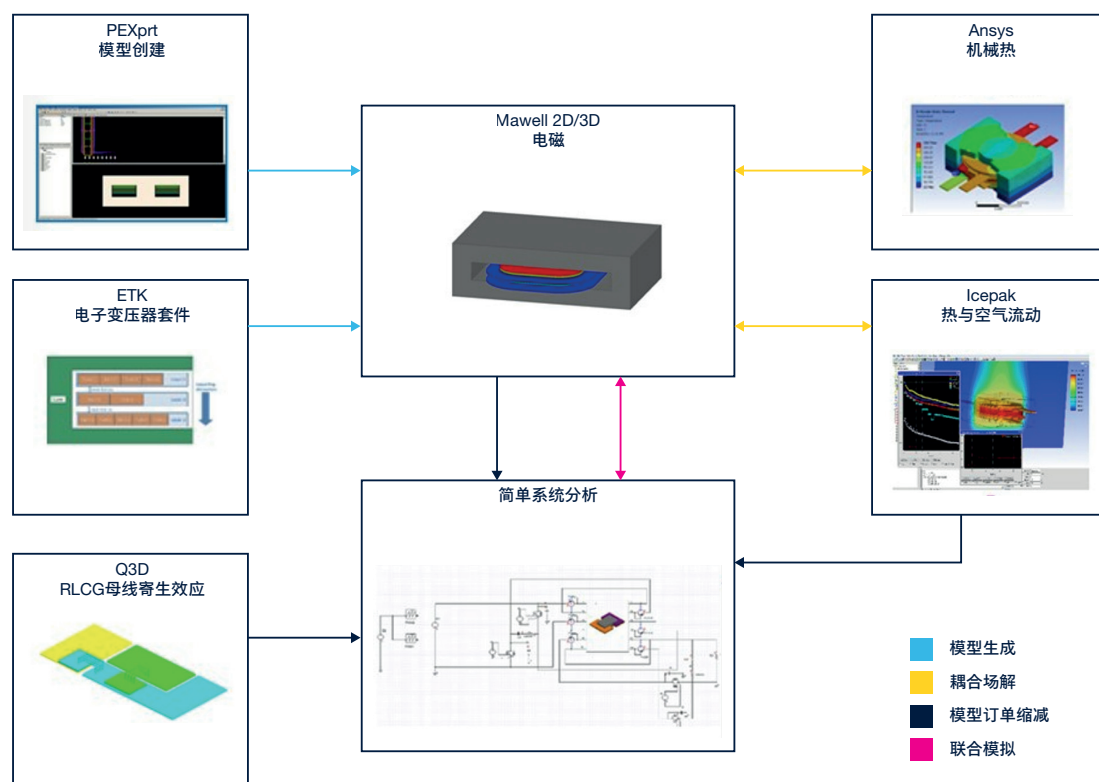 PEXprt
模型创建
Ansys
机械热
Mawell 2D/3D
电磁
ETK
电子变压器套件
Icepak
热与空气流动
简单系统分析
Q3D
RLCG母线寄生效应
模型生成
耦合场解
模型订单缩减
联合模拟